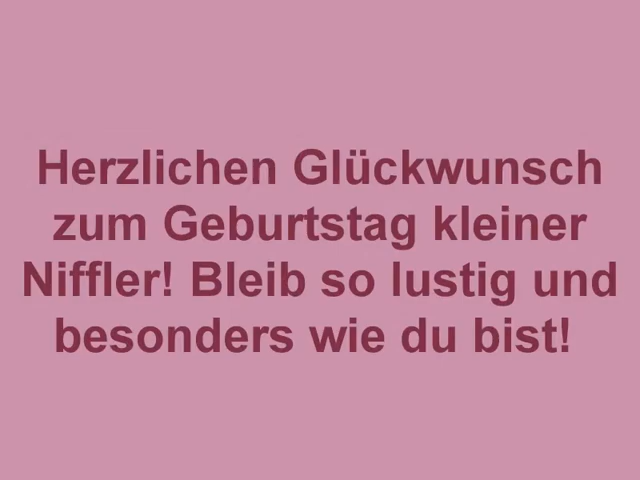 Herzlichen Glückwunsch
zum Geburtstag kleiner
Niffler! Bleib so lustig und
besonders wie du bist!